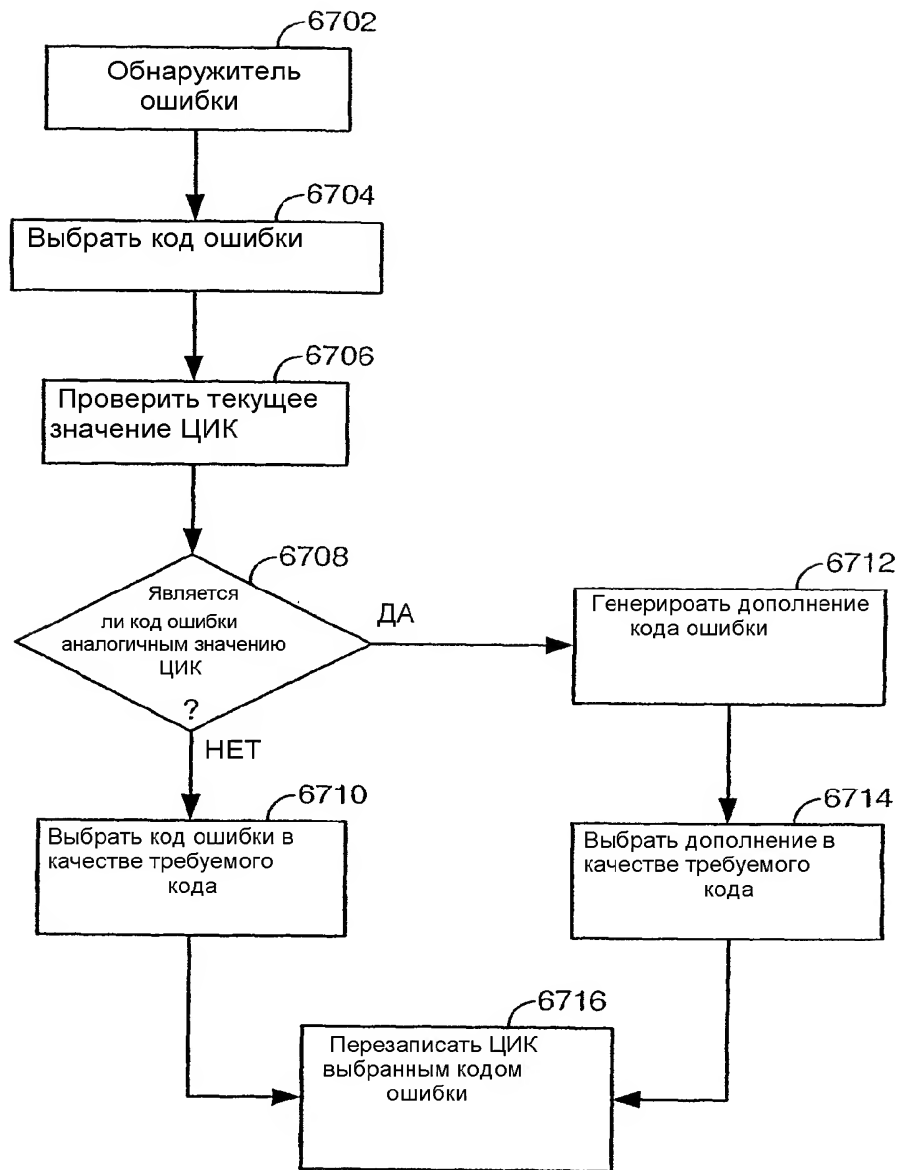 6702
Обнаружитель
ошибки
6704
Выбрать код ошибки
6706
Проверить текущее
значение ЦИК
6708
Является
ли код ошибки
аналогичным значению
ЦИК
?
ДА
НЕТ
6712
Генерироать дополнение
кода ошибки
6710
Выбрать код ошибки в
качестве требуемого
кода
6714
Выбрать дополнение в
качестве требуемого
кода
6716
Перезаписать ЦИК
выбранным кодом
ошибки